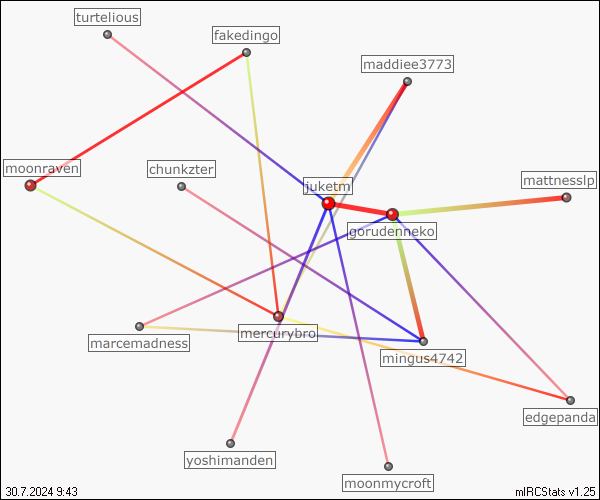 turtelious
fakedingo
maddiee3773
moonraven
chunkzter
mattnesslp
juketm
gorudenneko
mercurybro
marcemadness
mingus4742
edgepanda
yoshimanden
moonmycroft
30.7.2024 9:43
mIRCStats v1.25